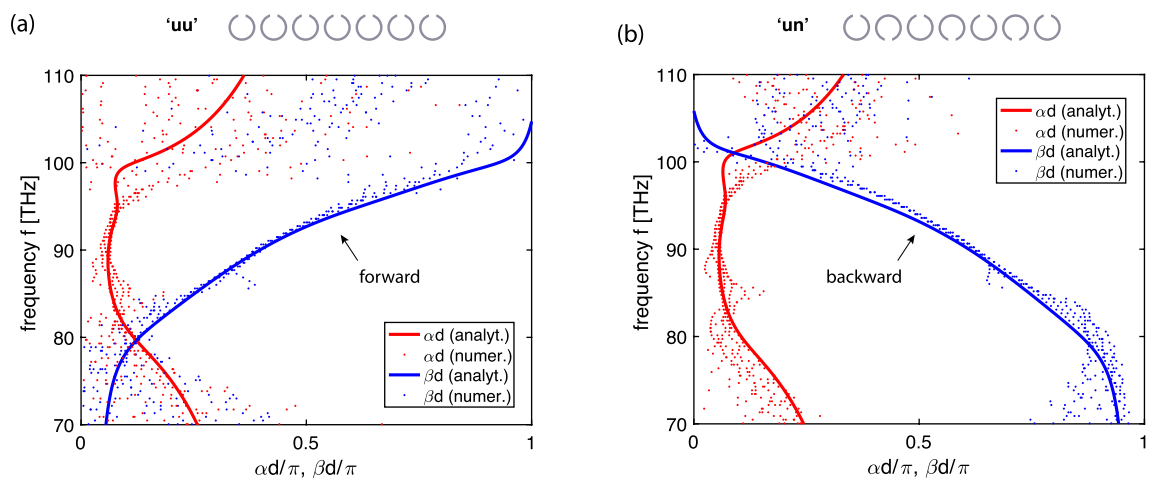 (a)
'uu'
110
100
90
80
70
frequency f [THz]
0
0.5
1
αd/π, βd/π
forward
αd (analyt.)
αd (numer.)
βd (analyt.)
βd (numer.)
(b)
'un'
110
100
90
80
70
frequency f [THz]
0
0.5
1
αd/π, βd/π
backward
αd (analyt.)
αd (numer.)
βd (analyt.)
βd (numer.)